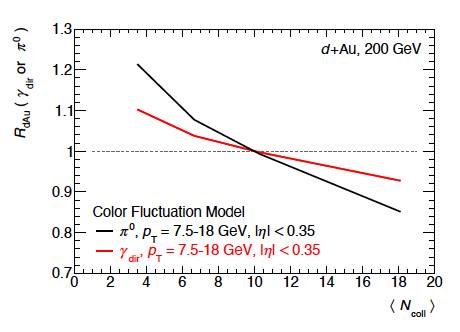 1.3
d+Au, 200 GeV
1.2
1.1
1
0.9
0.8
0.7
R_dAu ( γ_dir or π⁰ )
Color Fluctuation Model
π⁰, p_T = 7.5-18 GeV, |η| < 0.35
γ_dir, p_T = 7.5-18 GeV, |η| < 0.35
0 2 4 6 8 10 12 14 16 18 20
⟨ N_coll ⟩